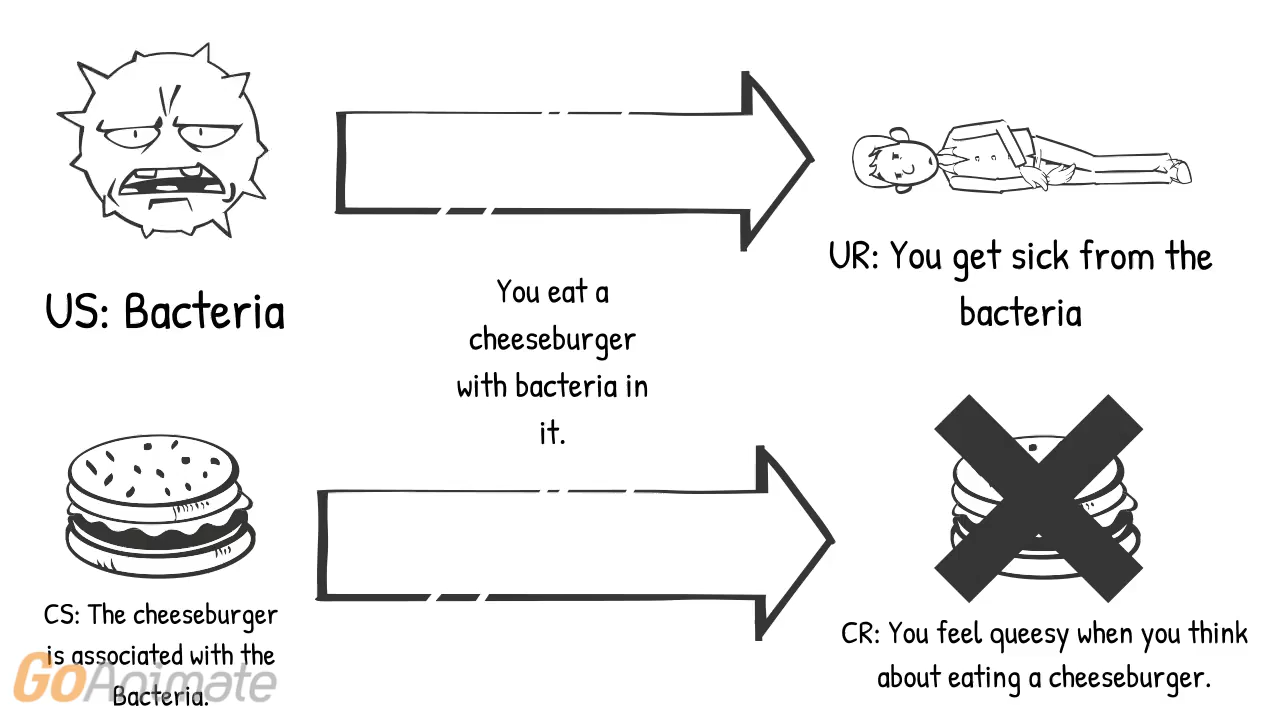 US: Bacteria
UR: You get sick from the
bacteria
You eat a
cheeseburger
with bacteria in
it.
CS: The cheeseburger
is associated with the
Bacteria.
CR: You feel queesy when you think
about eating a cheeseburger.
GoAnimate